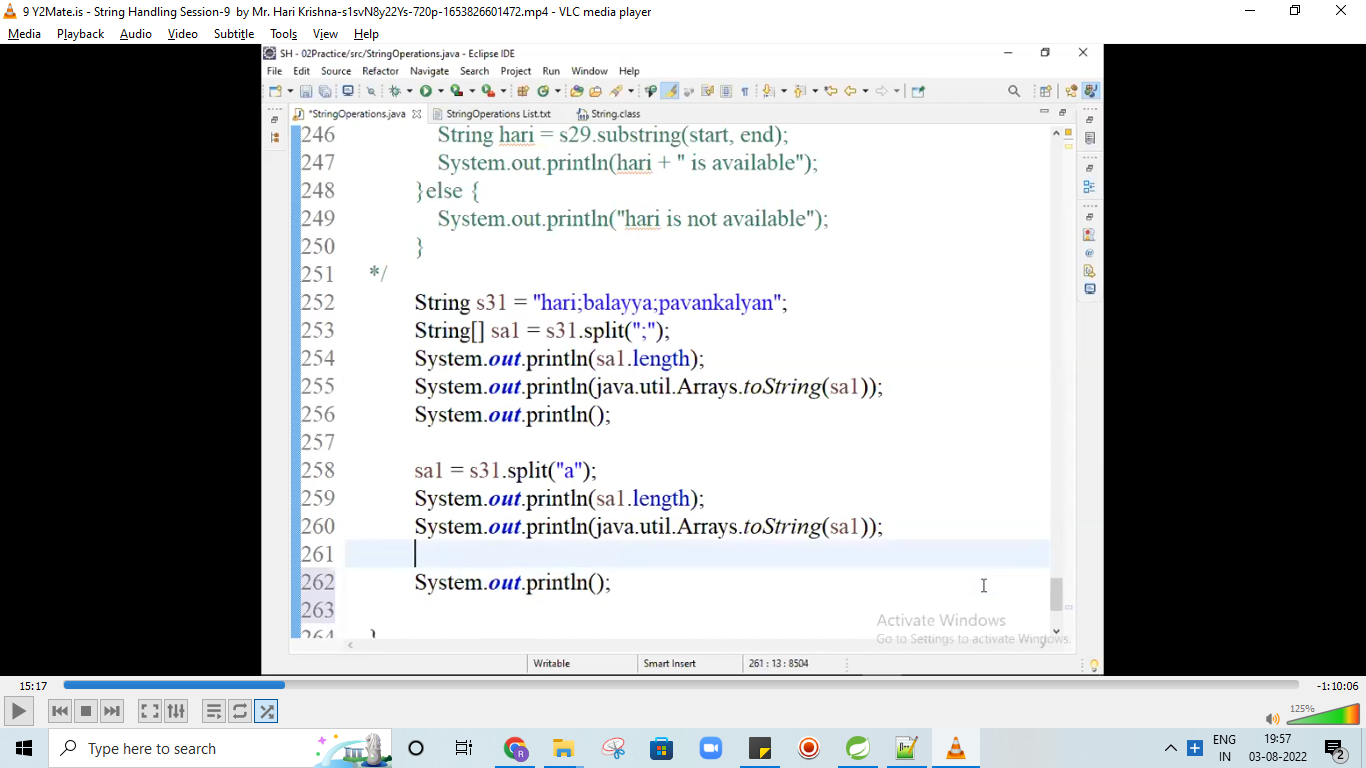 9 Y2Mate.is - String Handling Session-9  by Mr. Hari Krishna-s1svN8y22Ys-720p-1653826601472.mp4 - VLC media player
Media Playback Audio Video Subtitle Tools View Help
SH - 02Practice/src/StringOperations.java - Eclipse IDE
File Edit Source Refactor Navigate Search Project Run Window Help
*StringOperations.java StringOperations List.txt String.class
246 String hari = s29.substring(start, end);
247 System.out.println(hari + " is available");
248 }else {
249 System.out.println("hari is not available");
250 }
251 */
252 String s31 = "hari;balayya;pavankalyan";
253 String[] sa1 = s31.split(";");
254 System.out.println(sa1.length);
255 System.out.println(java.util.Arrays.toString(sa1));
256 System.out.println();
257
258 sa1 = s31.split("a");
259 System.out.println(sa1.length);
260 System.out.println(java.util.Arrays.toString(sa1));
261
262 System.out.println();
263
264 }
Activate Windows
Go to Settings to activate Windows.
Writable Smart Insert 261 : 13 : 8504
15:17 -1:10:06
125%
Type here to search
ENG 19:57
IN 03-08-2022 2